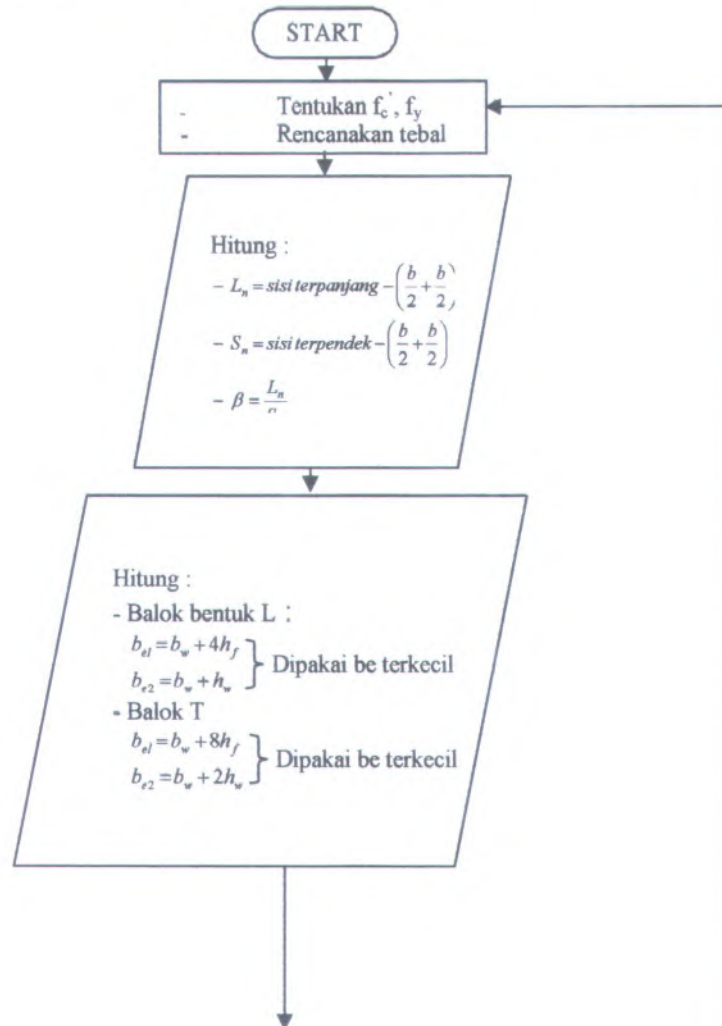 START
- Tentukan f_c', f_y
- Rencanakan tebal
Hitung :
- L_n = sisi terpanjang - (b/2 + b/2)
- S_n = sisi terpendek - (b/2 + b/2)
- β = L_n
Hitung :
- Balok bentuk L :
b_e1 = b_w + 4h_f
b_e2 = b_w + h_w } Dipakai be terkecil
- Balok T
b_e1 = b_w + 8h_f
b_e2 = b_w + 2h_w } Dipakai be terkecil